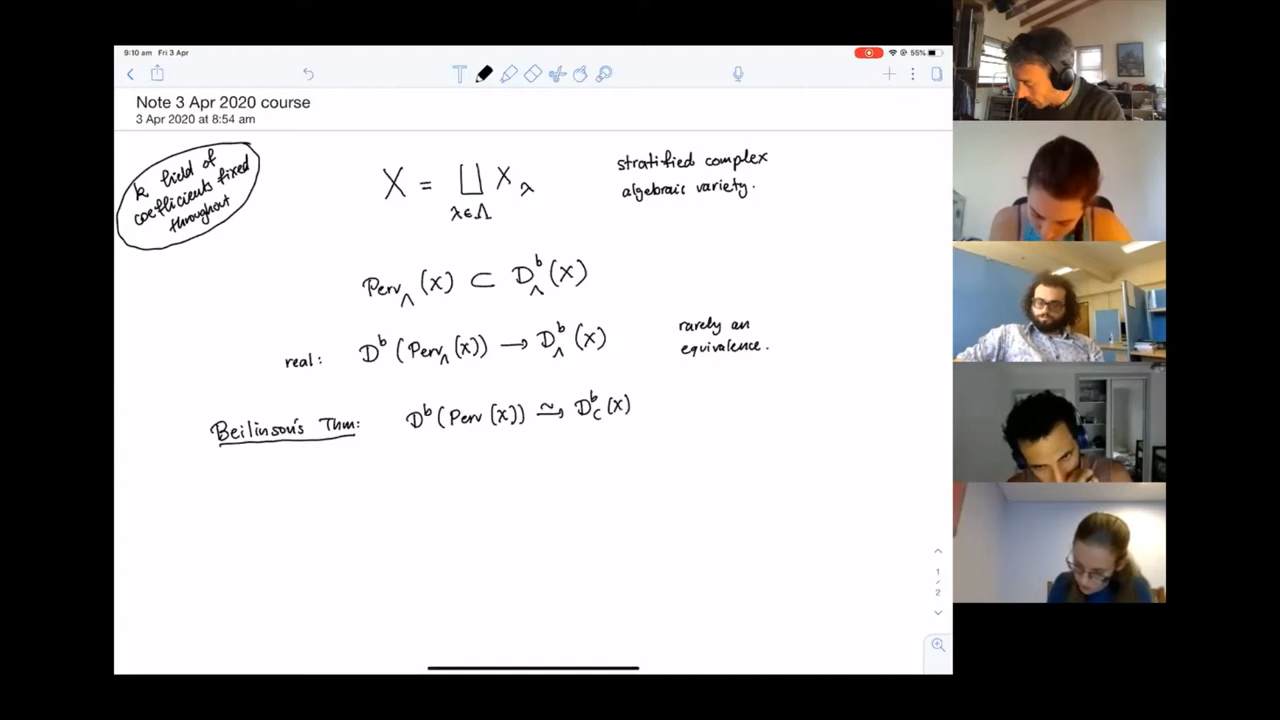 9:10 am Fri 3 Apr
55%
Note 3 Apr 2020 course
3 Apr 2020 at 8:54 am
k field of
coefficients fixed
throughout
X = ⨆ X_λ
λ∈Λ
stratified complex
algebraic variety.
Perv_Λ (X) ⊂ D^b_Λ (X)
real: D^b (Perv_Λ (X)) → D^b_Λ (X)
rarely an
equivalence.
Beilinson's Thm: D^b (Perv (X)) ⥲ D^b_c (X)
1
/
2